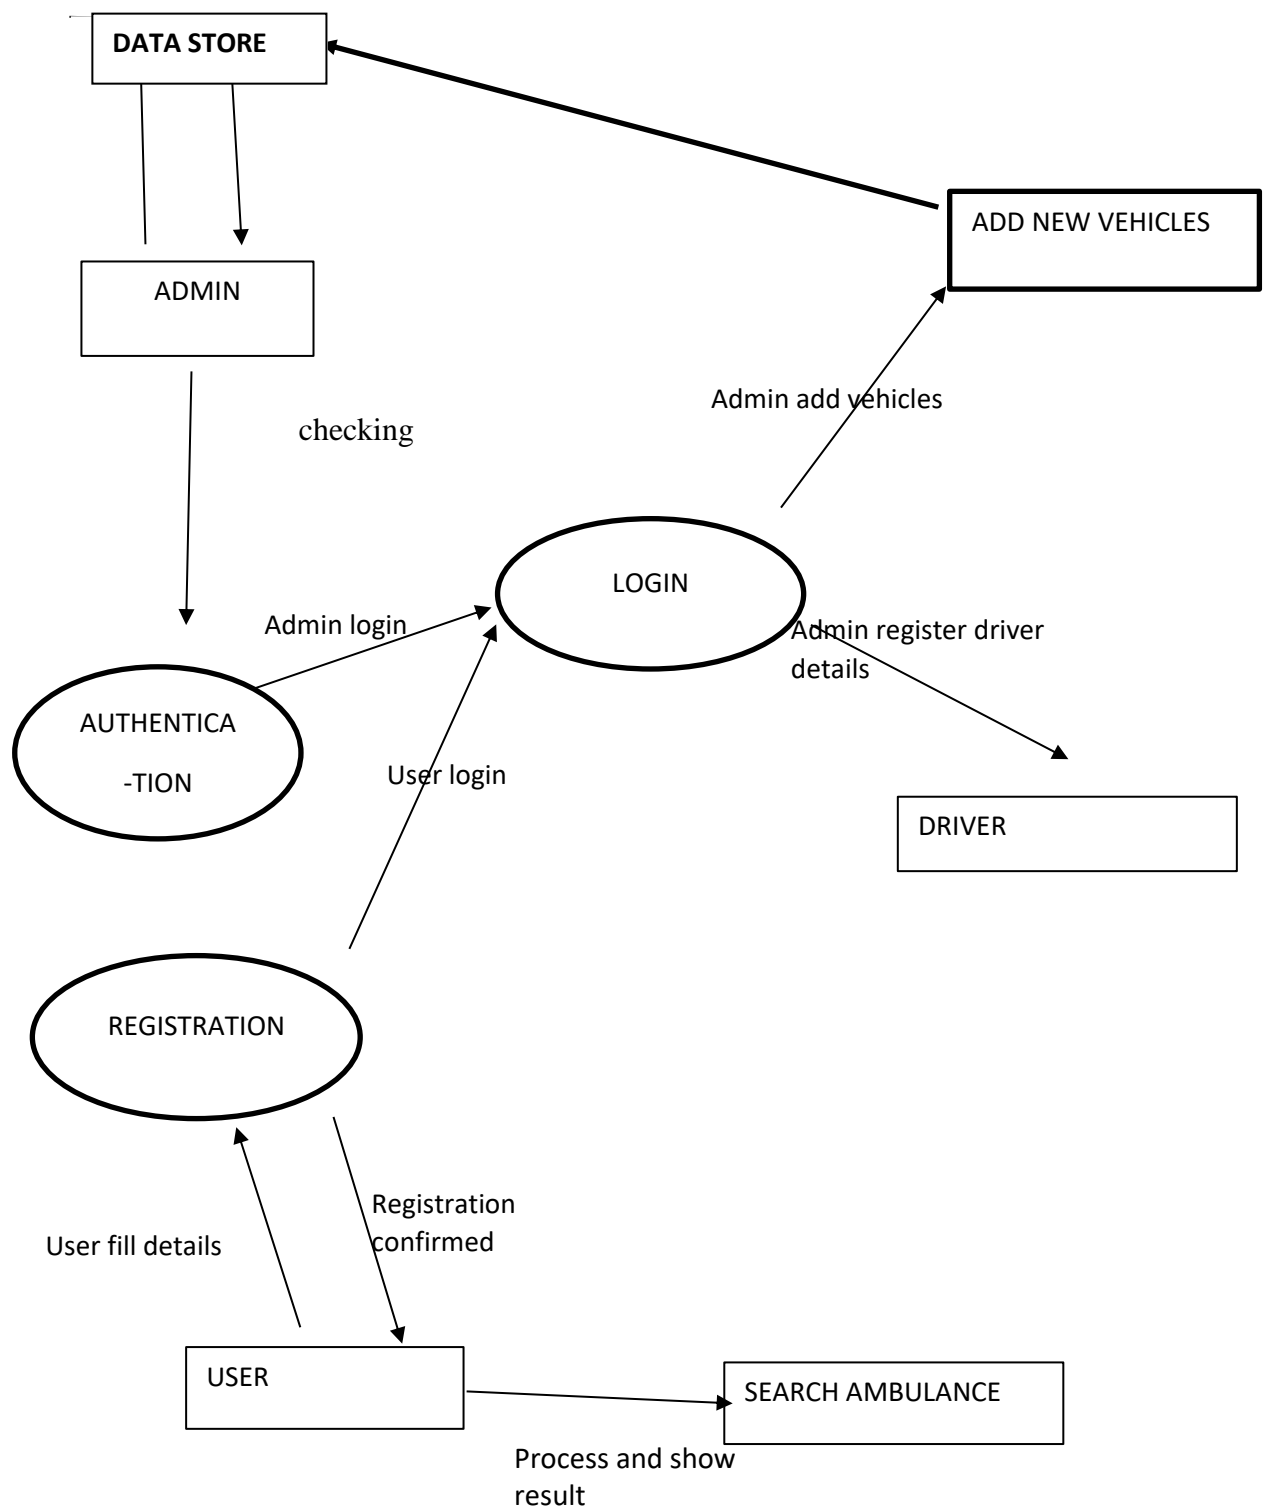 DATA STORE
ADD NEW VEHICLES
ADMIN
Admin add vehicles
checking
LOGIN
Admin login
Admin register driver
details
AUTHENTICA
-TION
User login
DRIVER
REGISTRATION
Registration
confirmed
User fill details
USER
SEARCH AMBULANCE
Process and show
result